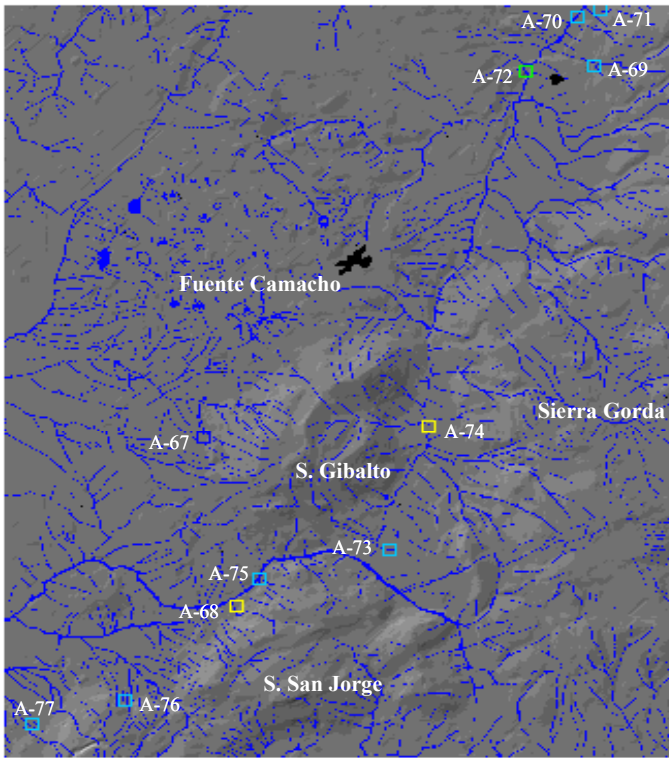 A-70
A-71
A-72
A-69
Fuente Camacho
Sierra Gorda
A-74
A-67
S. Gibalto
A-73
A-75
A-68
S. San Jorge
A-76
A-77